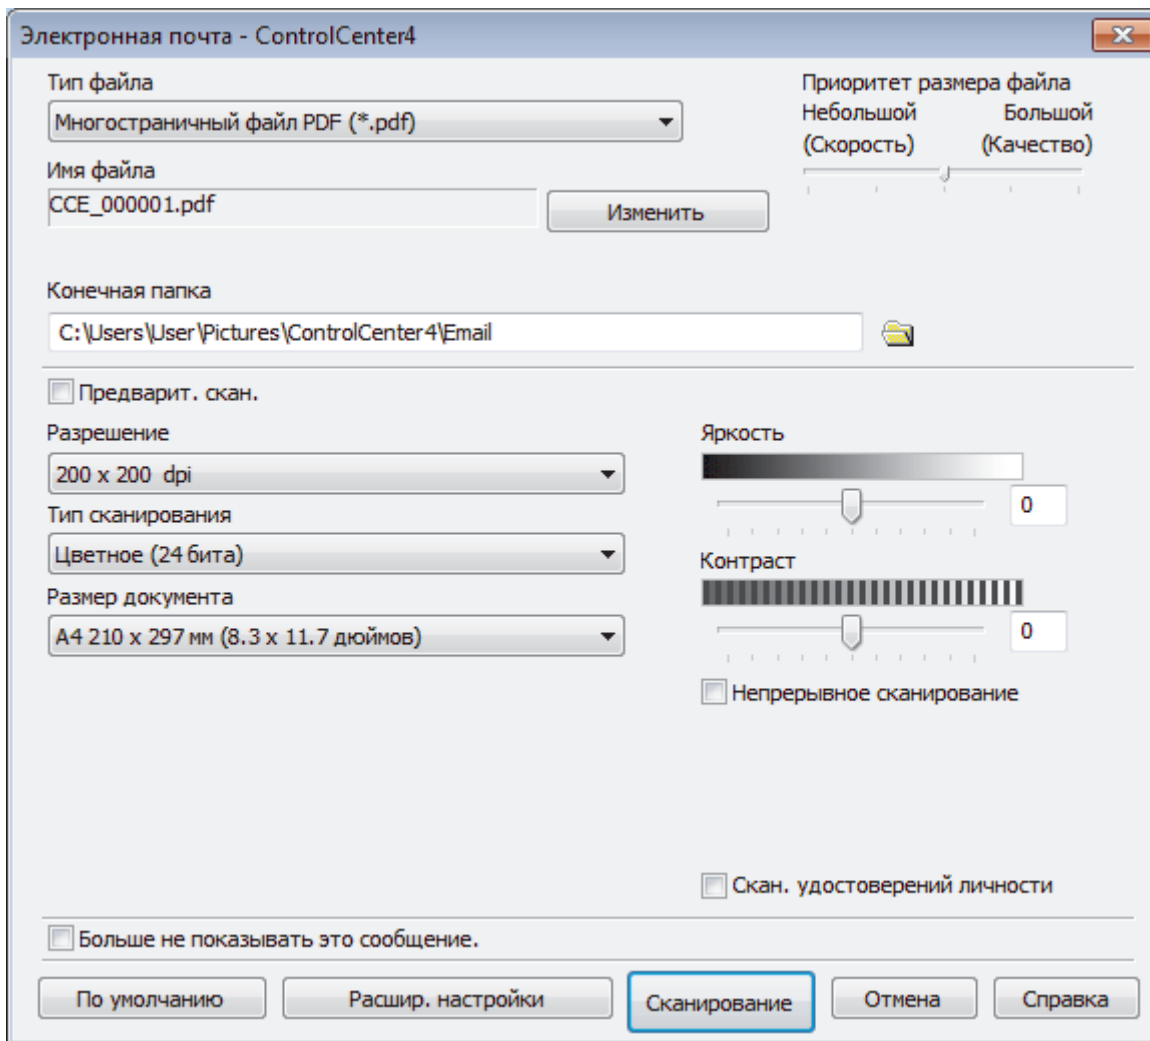 Электронная почта - ControlCenter4
Тип файла
Многостраничный файл PDF (*.pdf)
Приоритет размера файла
Небольшой Большой
(Скорость) (Качество)
Имя файла
CCE_000001.pdf
Изменить
Конечная папка
C:\Users\User\Pictures\ControlCenter4\Email
Предварит. скан.
Разрешение
200 x 200 dpi
Тип сканирования
Цветное (24 бита)
Размер документа
A4 210 x 297 мм (8.3 x 11.7 дюймов)
Яркость
0
Контраст
0
Непрерывное сканирование
Скан. удостоверений личности
Больше не показывать это сообщение.
По умолчанию Расшир. настройки Сканирование Отмена Справка